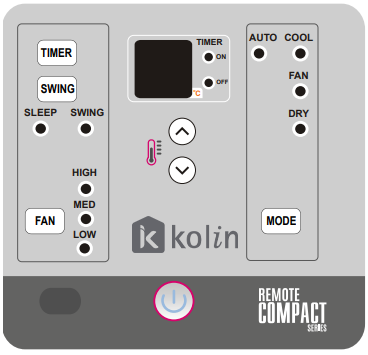 TIMER
SWING
SLEEP SWING
HIGH
MED
FAN
LOW
TIMER
ON
OFF
°C
kolin
AUTO COOL
FAN
DRY
MODE
REMOTE
COMPACT
SERIES